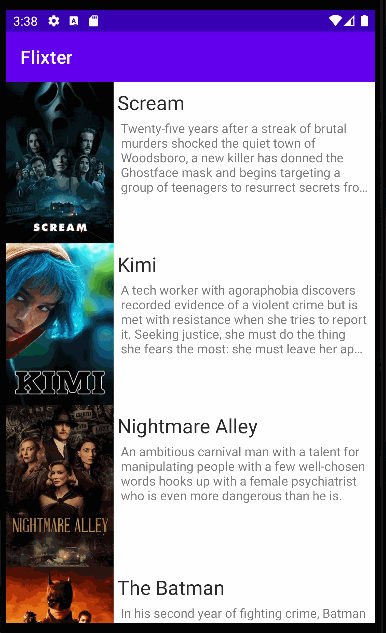 3:38
Flixter
Scream
Twenty-five years after a streak of brutal
murders shocked the quiet town of
Woodsboro, a new killer has donned the
Ghostface mask and begins targeting a
group of teenagers to resurrect secrets fro...
SCREAM
Kimi
A tech worker with agoraphobia discovers
recorded evidence of a violent crime but is
met with resistance when she tries to report
it. Seeking justice, she must do the thing
she fears the most: she must leave her ap...
KIMI
Nightmare Alley
An ambitious carnival man with a talent for
manipulating people with a few well-chosen
words hooks up with a female psychiatrist
who is even more dangerous than he is.
NIGHTMARE ALLEY
The Batman
In his second year of fighting crime, Batman